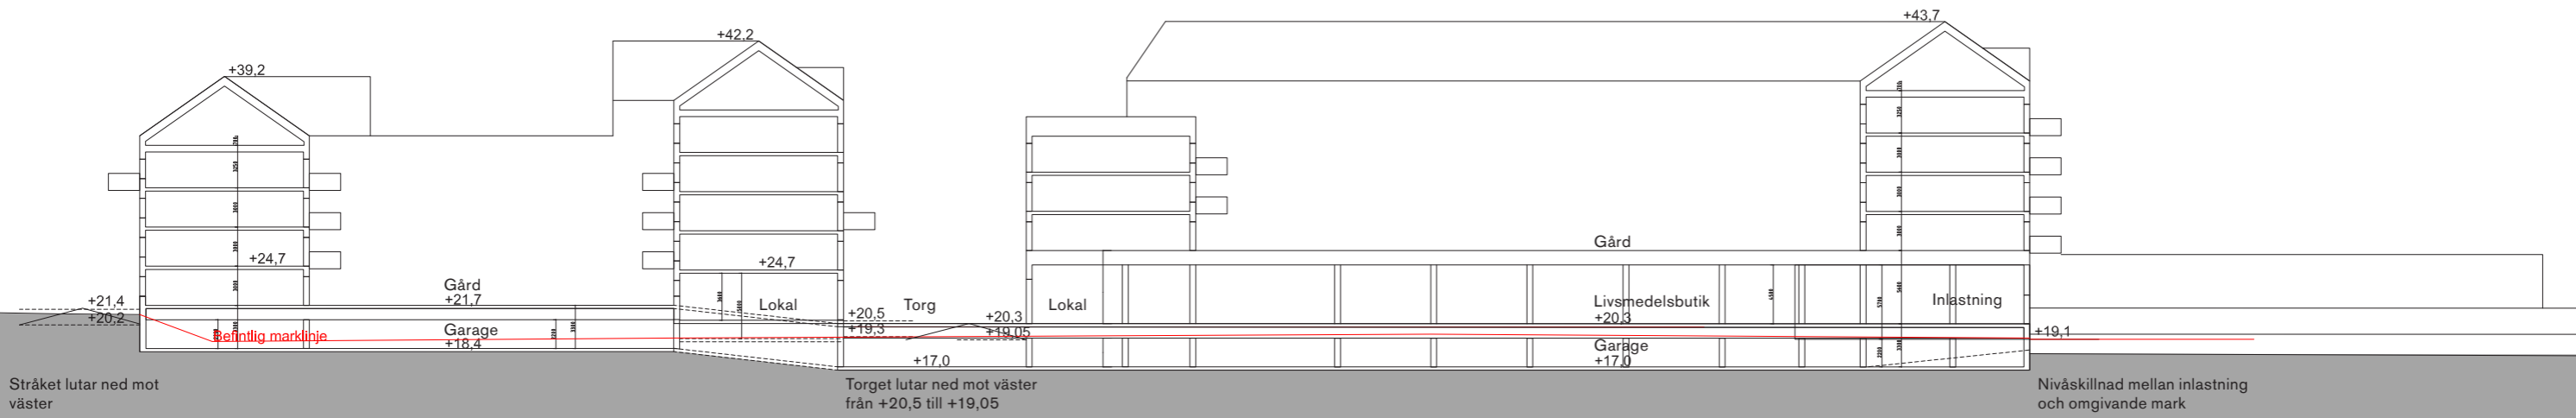 +43,7
+42,2
+39,2
+24,7
+24,7
Gård
Gård
+21,7
+21,4
+20,2
Lokal
Torg
Lokal
Livsmedelsbutik
Inlastning
+20,5
+20,3
+20,3
+19,3
+19,05
+19,1
Befintlig marklinje
Garage
+18,4
Garage
+17,0
+17,0
Stråket lutar ned mot
väster
Torget lutar ned mot väster
från +20,5 till +19,05
Nivåskillnad mellan inlastning
och omgivande mark